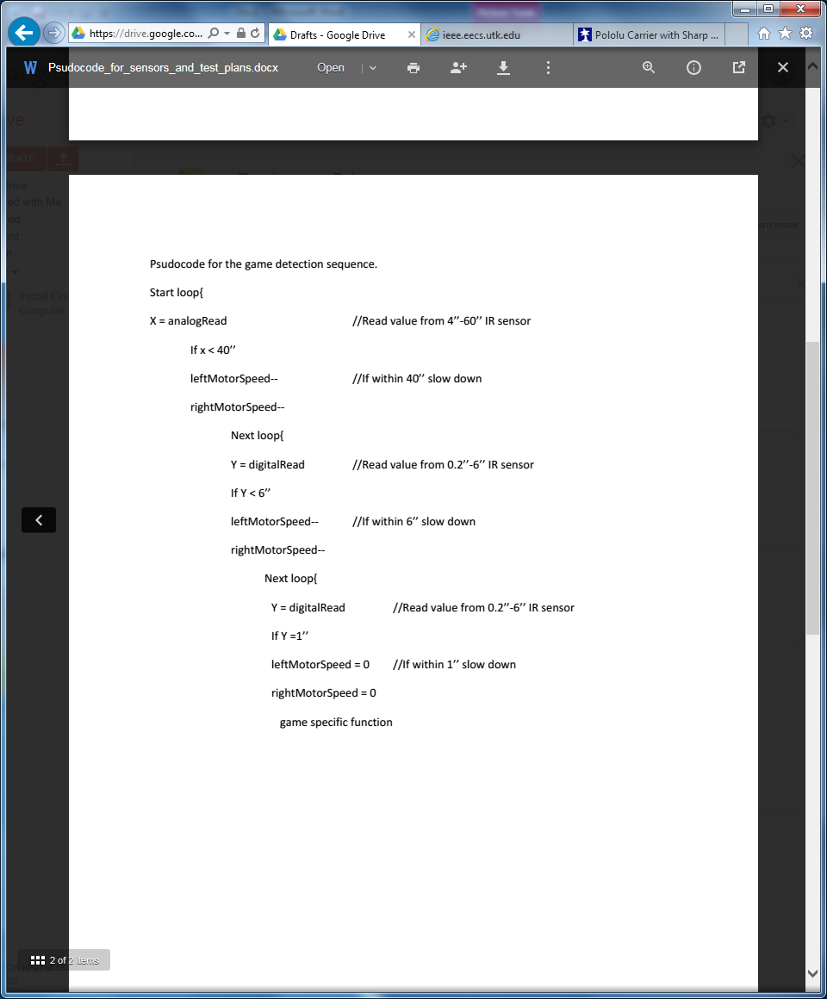 https://drive.google.co...
Drafts - Google Drive
ieee.eecs.utk.edu
Pololu Carrier with Sharp ...
W Psudocode_for_sensors_and_test_plans.docx
Open
Psudocode for the game detection sequence.
Start loop{
X = analogRead //Read value from 4’’-60’’ IR sensor
If x < 40’’
leftMotorSpeed-- //If within 40’’ slow down
rightMotorSpeed--
Next loop{
Y = digitalRead //Read value from 0.2’’-6’’ IR sensor
If Y < 6’’
leftMotorSpeed-- //If within 6’’ slow down
rightMotorSpeed--
Next loop{
Y = digitalRead //Read value from 0.2’’-6’’ IR sensor
If Y =1’’
leftMotorSpeed = 0 //If within 1’’ slow down
rightMotorSpeed = 0
game specific function
2 of 2 items